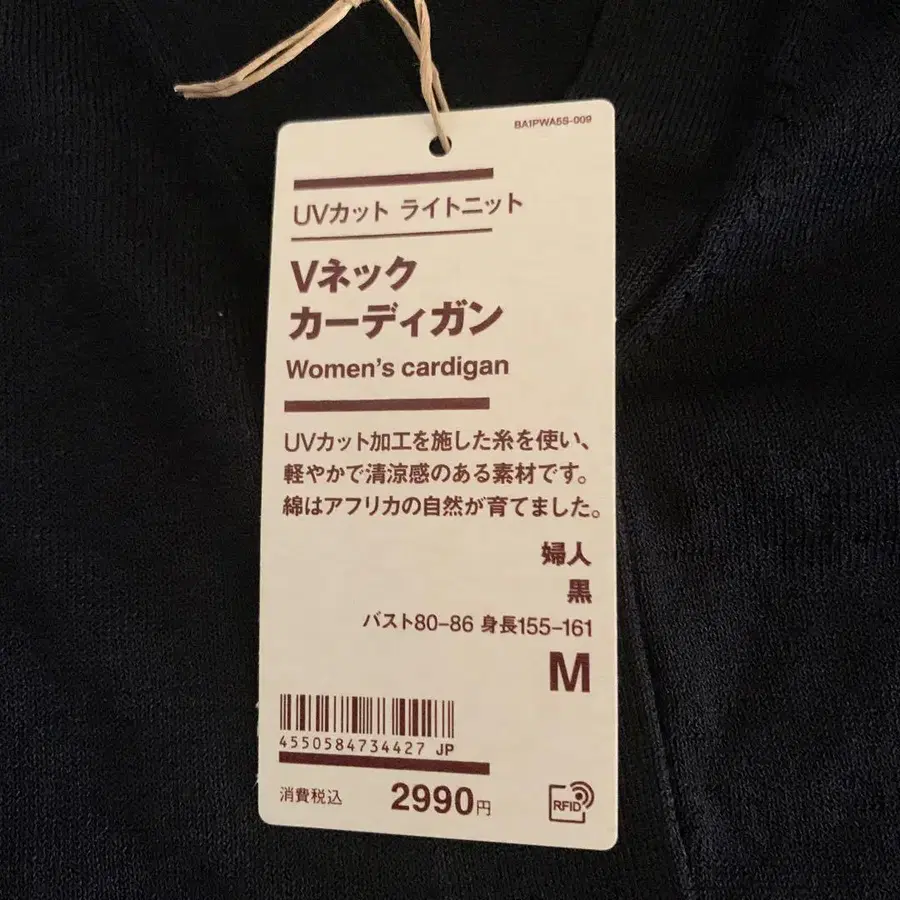 BA1PWA5S-009
UVカット ライトニット
Vネック
カーディガン
Women's cardigan
UVカット加工を施した糸を使い、
軽やかで清涼感のある素材です。
綿はアフリカの自然が育てました。
婦人
黒
バスト80-86 身長155-161
M
4550584734427 JP
消費税込 2990円
RFID